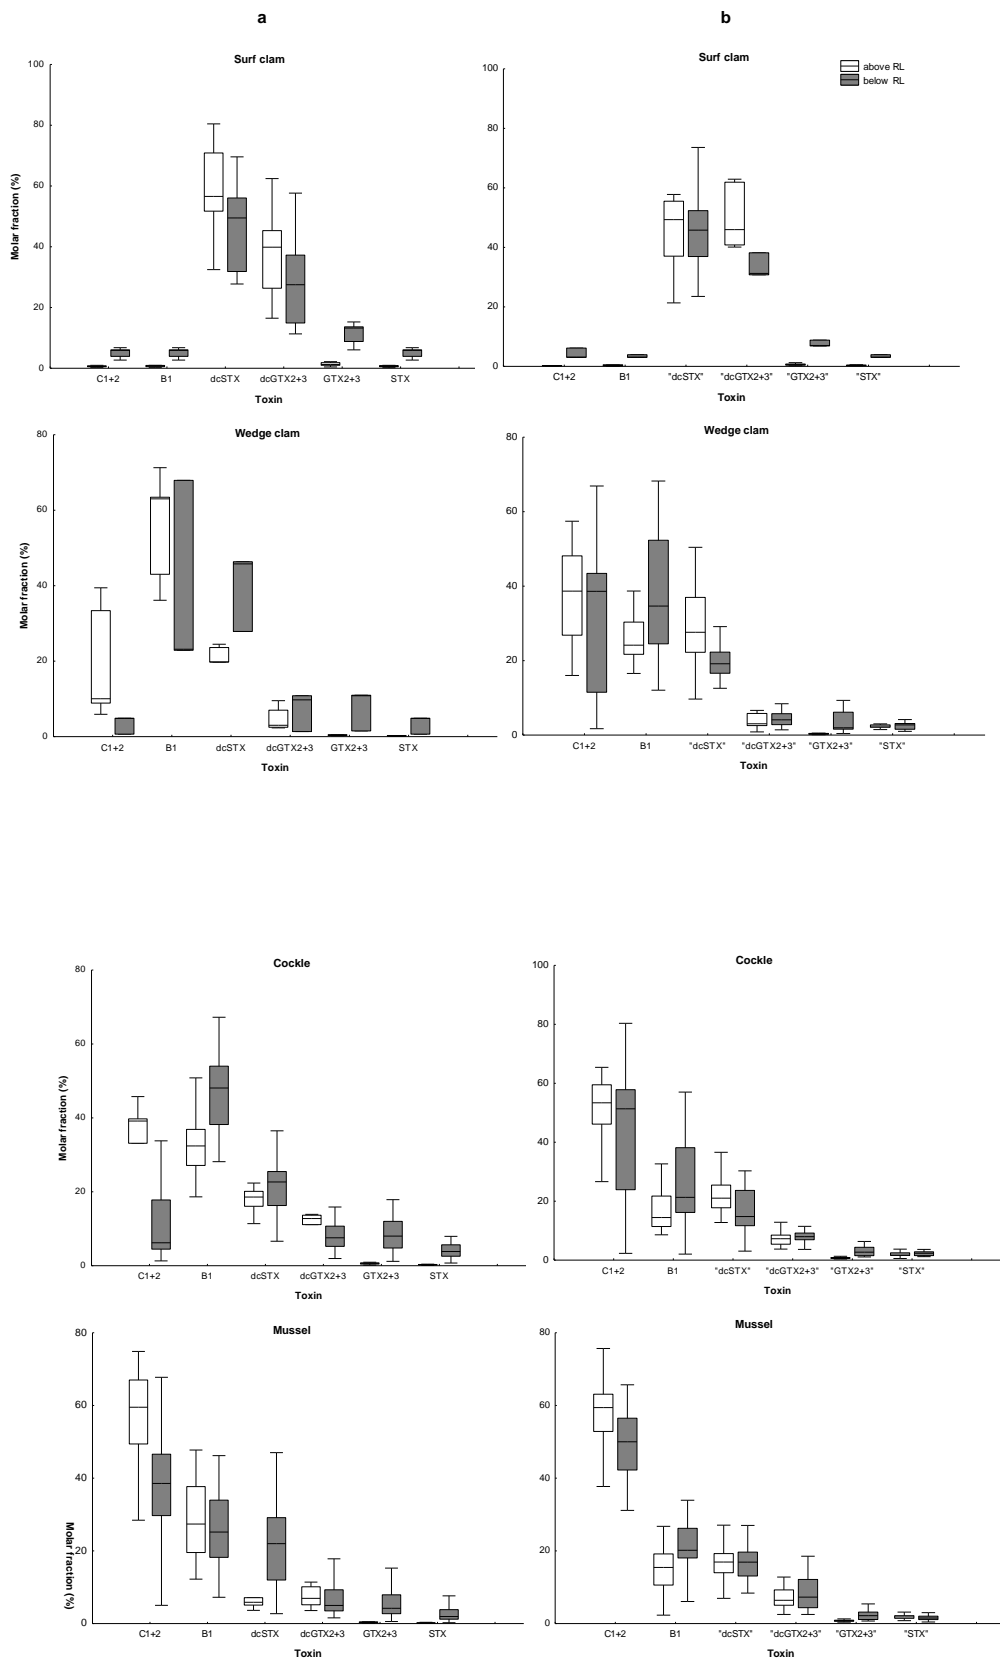 a
b
Surf clam
100
80
60
40
20
0
Molar fraction (%)
C1+2 B1 dcSTX dcGTX2+3 GTX2+3 STX
Toxin
Surf clam
above RL
below RL
100
80
60
40
20
0
C1+2 B1 "dcSTX" "dcGTX2+3" "GTX2+3" "STX"
Toxin
Wedge clam
80
60
40
20
0
Molar fraction (%)
C1+2 B1 dcSTX dcGTX2+3 GTX2+3 STX
Toxin
Wedge clam
80
60
40
20
0
C1+2 B1 "dcSTX" "dcGTX2+3" "GTX2+3" "STX"
Toxin
Cockle
80
60
40
20
0
Molar fraction (%)
C1+2 B1 dcSTX dcGTX2+3 GTX2+3 STX
Toxin
Cockle
100
80
60
40
20
0
C1+2 B1 "dcSTX" "dcGTX2+3" "GTX2+3" "STX"
Toxin
Mussel
80
60
40
20
0
Molar fraction (%)
C1+2 B1 dcSTX dcGTX2+3 GTX2+3 STX
Toxin
Mussel
80
60
40
20
0
C1+2 B1 "dcSTX" "dcGTX2+3" "GTX2+3" "STX"
Toxin